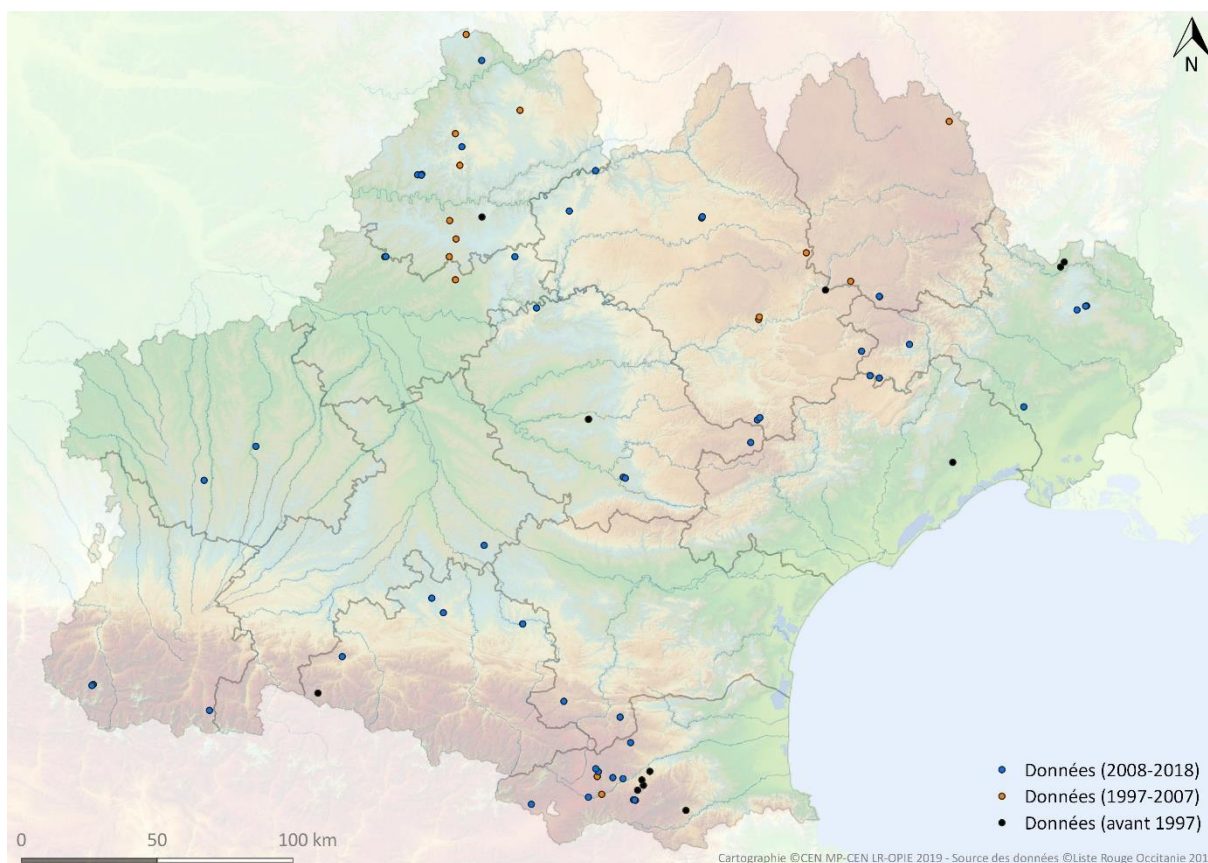 N
Données (2008-2018)
Données (1997-2007)
Données (avant 1997)
0 50 100 km
Cartographie ©CEN MP-CEN LR-OPIE 2019 - Source des données ©Liste Rouge Occitanie 201